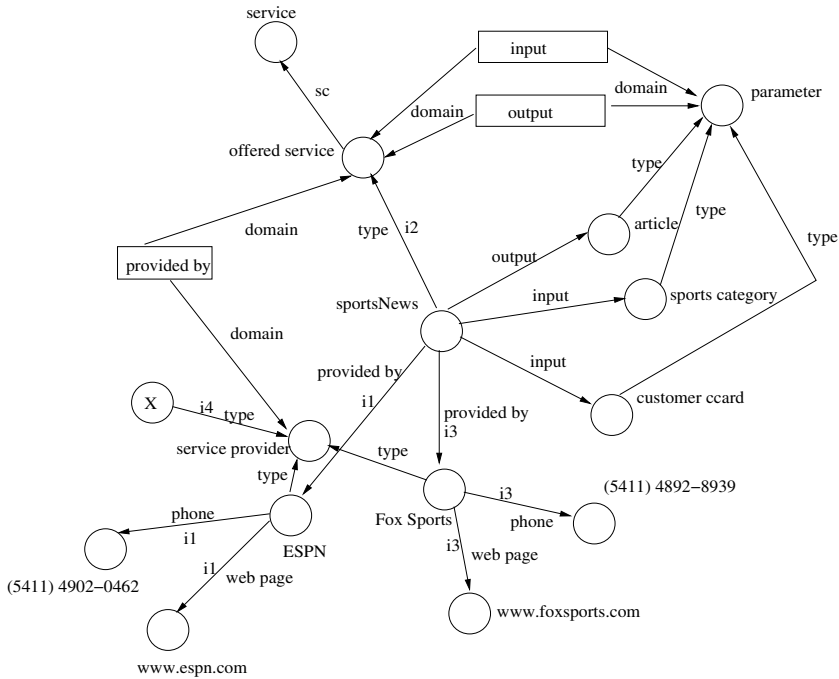 service
input
parameter
sc
domain
domain
output
offered service
type
type
article
type
domain
type
i2
output
provided by
sportsNews
input
sports category
domain
input
provided by
i1
customer ccard
X
i4
type
provided by
i3
service provider
type
type
(5411) 4892−8939
i3
phone
Fox Sports
phone
i1
ESPN
i3
web page
i1
web page
(5411) 4902−0462
www.foxsports.com
www.espn.com